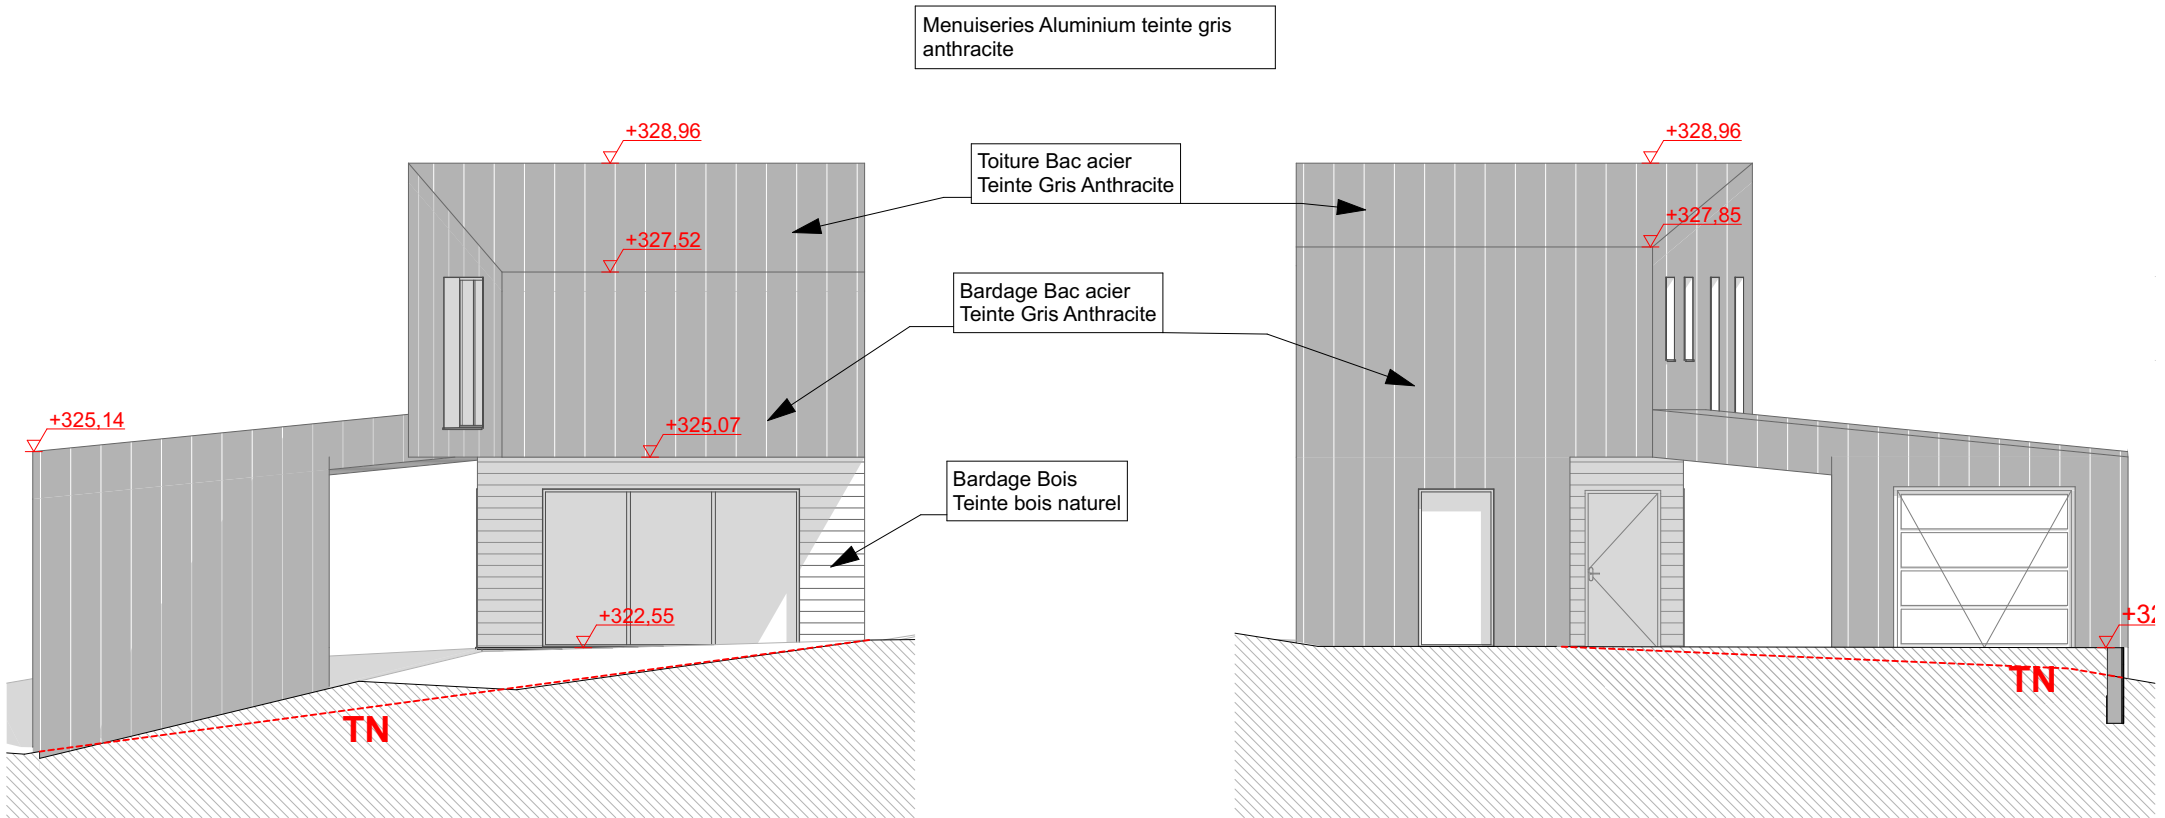 Menuiseries Aluminium teinte gris
anthracite
+328,96
+328,96
Toiture Bac acier
Teinte Gris Anthracite
+327,52
+327,85
Bardage Bac acier
Teinte Gris Anthracite
+325,14
+325,07
Bardage Bois
Teinte bois naturel
+322,55
+32
TN
TN